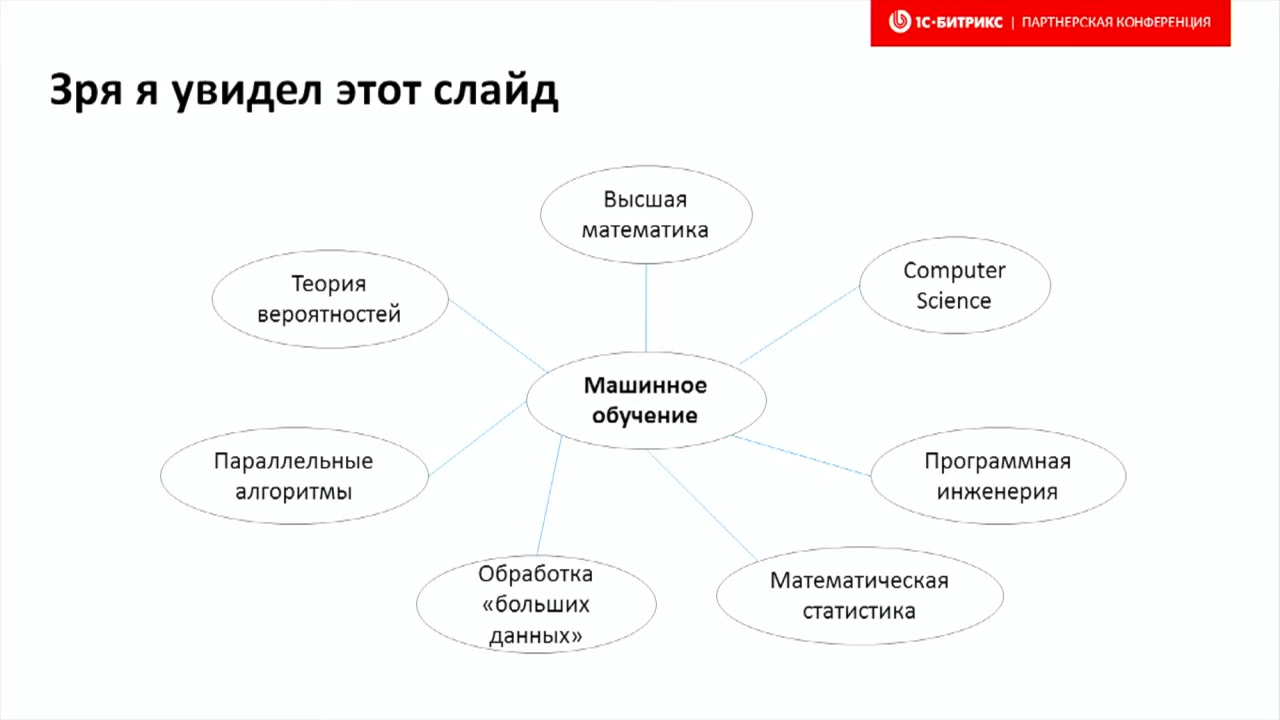 1С-БИТРИКС | ПАРТНЕРСКАЯ КОНФЕРЕНЦИЯ
Зря я увидел этот слайд
Высшая
математика
Computer
Science
Теория
вероятностей
Машинное
обучение
Параллельные
алгоритмы
Программная
инженерия
Обработка
«больших
данных»
Математическая
статистика